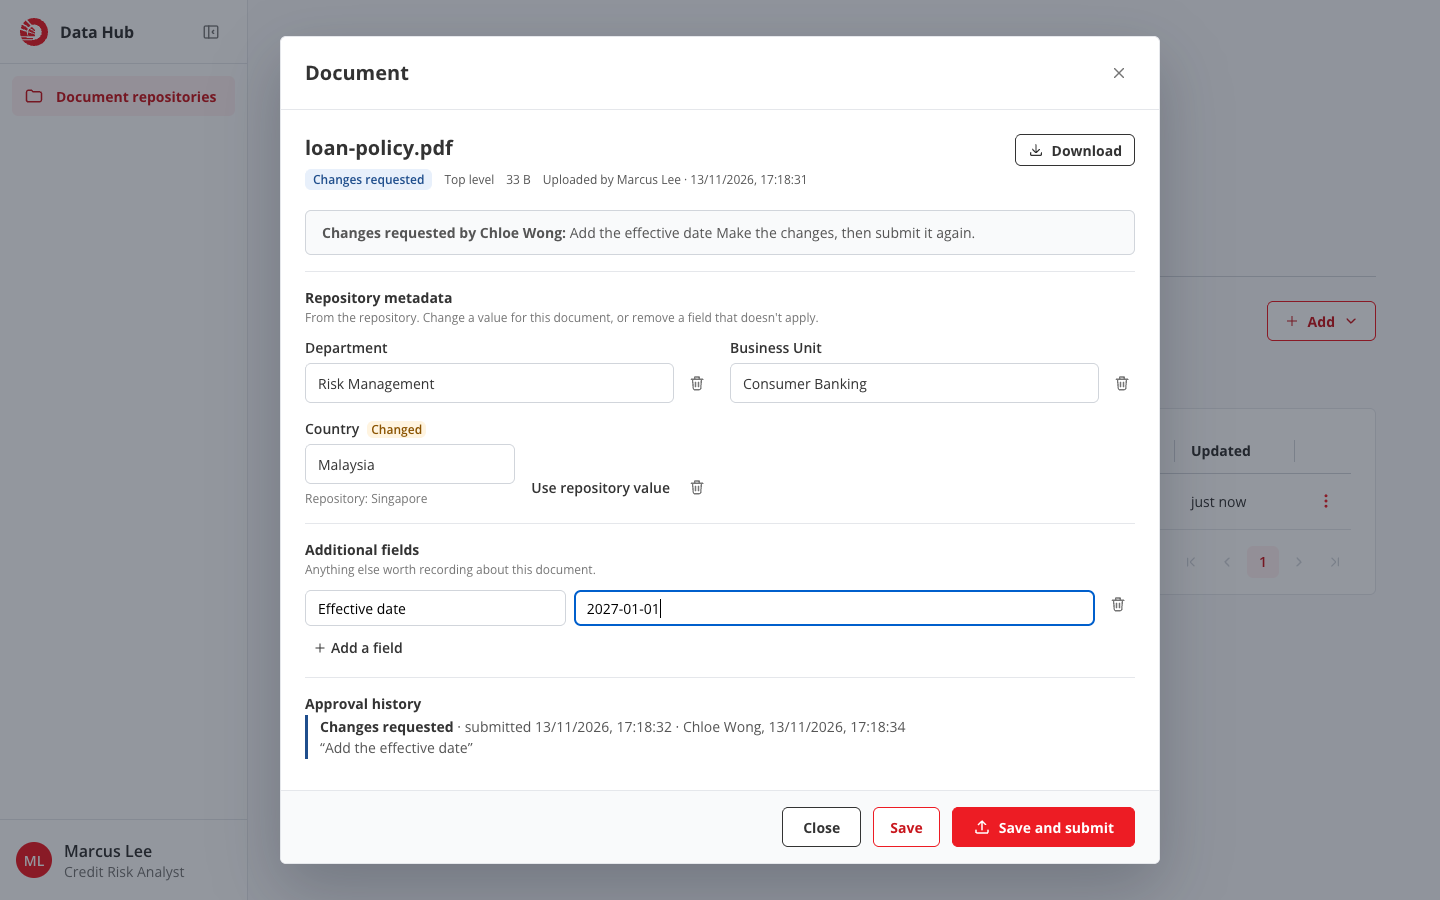 Data Hub
Document repositories
Document
loan-policy.pdf
Download
Changes requested Top level 33 B Uploaded by Marcus Lee · 13/11/2026, 17:18:31
Changes requested by Chloe Wong: Add the effective date Make the changes, then submit it again.
Repository metadata
From the repository. Change a value for this document, or remove a field that doesn't apply.
Department
Business Unit
Risk Management
Consumer Banking
Country Changed
Malaysia
Repository: Singapore
Use repository value
Additional fields
Anything else worth recording about this document.
Effective date
2027-01-01
Add a field
Approval history
Changes requested · submitted 13/11/2026, 17:18:32 · Chloe Wong, 13/11/2026, 17:18:34
“Add the effective date”
Close
Save
Save and submit
Add
Updated
just now
1
ML
Marcus Lee
Credit Risk Analyst